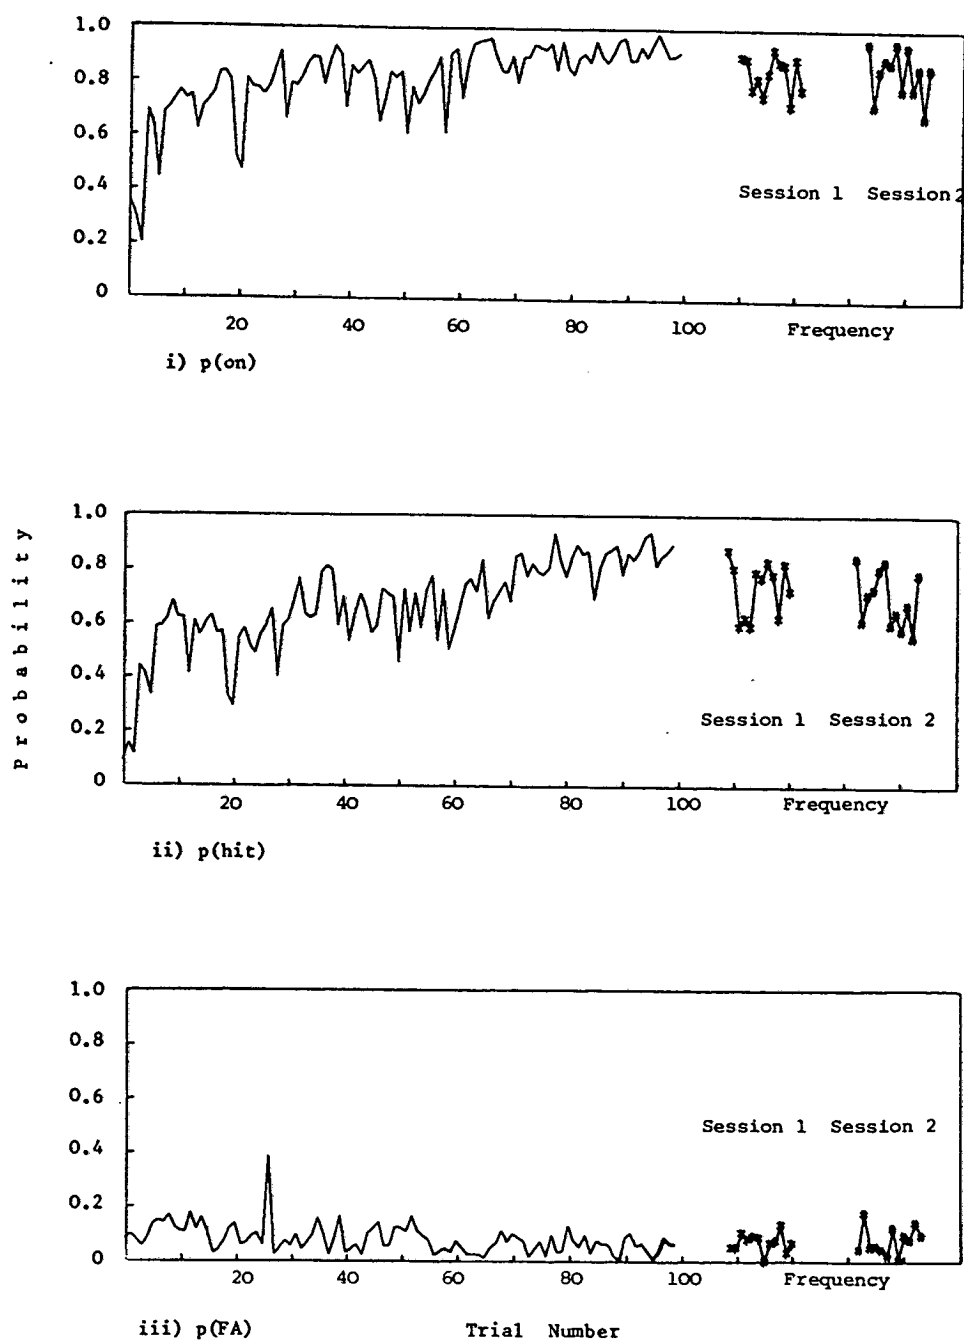 1.0
0.8
0.6
0.4
0.2
0
Session 1 Session 2
20 40 60 80 100 Frequency
i) p(on)
Probability
1.0
0.8
0.6
0.4
0.2
0
Session 1 Session 2
20 40 60 80 100 Frequency
ii) p(hit)
1.0
0.8
0.6
0.4
0.2
0
Session 1 Session 2
20 40 60 80 100 Frequency
iii) p(FA) Trial Number